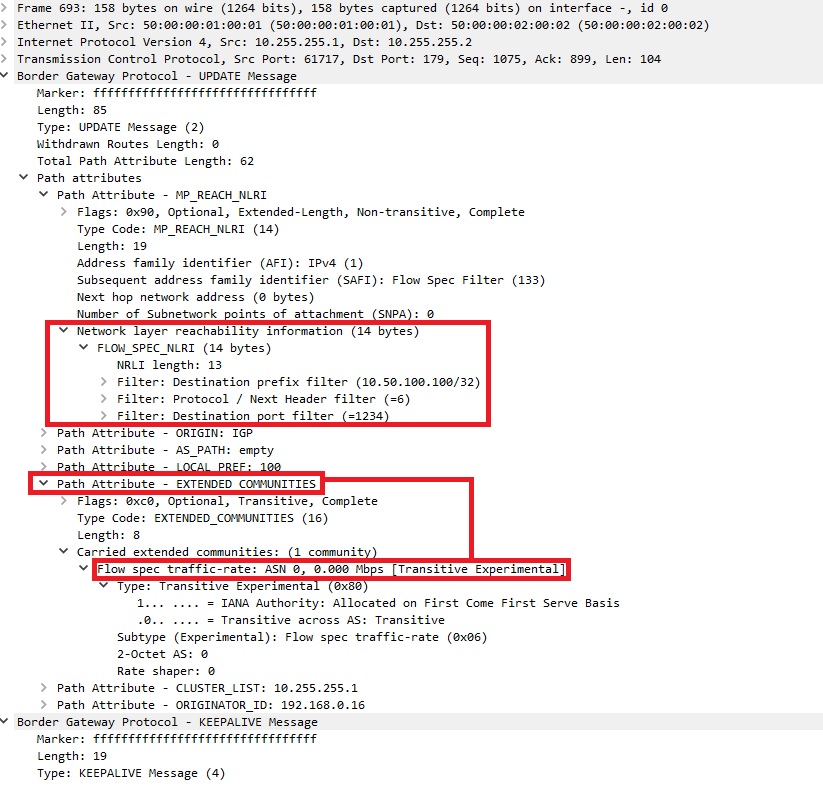 Frame 693: 158 bytes on wire (1264 bits), 158 bytes captured (1264 bits) on interface -, id 0
Ethernet II, Src: 50:00:00:01:00:01 (50:00:00:01:00:01), Dst: 50:00:00:02:00:02 (50:00:00:02:00:02)
Internet Protocol Version 4, Src: 10.255.255.1, Dst: 10.255.255.2
Transmission Control Protocol, Src Port: 61717, Dst Port: 179, Seq: 1075, Ack: 899, Len: 104
Border Gateway Protocol - UPDATE Message
Marker: ffffffffffffffffffffffffffffffff
Length: 85
Type: UPDATE Message (2)
Withdrawn Routes Length: 0
Total Path Attribute Length: 62
Path attributes
Path Attribute - MP_REACH_NLRI
Flags: 0x90, Optional, Extended-Length, Non-transitive, Complete
Type Code: MP_REACH_NLRI (14)
Length: 19
Address family identifier (AFI): IPv4 (1)
Subsequent address family identifier (SAFI): Flow Spec Filter (133)
Next hop network address (0 bytes)
Number of Subnetwork points of attachment (SNPA): 0
Network layer reachability information (14 bytes)
FLOW_SPEC_NLRI (14 bytes)
NRLI length: 13
Filter: Destination prefix filter (10.50.100.100/32)
Filter: Protocol / Next Header filter (=6)
Filter: Destination port filter (=1234)
Path Attribute - ORIGIN: IGP
Path Attribute - AS_PATH: empty
Path Attribute - LOCAL_PREF: 100
Path Attribute - EXTENDED_COMMUNITIES
Flags: 0xc0, Optional, Transitive, Complete
Type Code: EXTENDED_COMMUNITIES (16)
Length: 8
Carried extended communities: (1 community)
Flow spec traffic-rate: ASN 0, 0.000 Mbps [Transitive Experimental]
Type: Transitive Experimental (0x80)
1... .... = IANA Authority: Allocated on First Come First Serve Basis
.0.. .... = Transitive across AS: Transitive
Subtype (Experimental): Flow spec traffic-rate (0x06)
2-Octet AS: 0
Rate shaper: 0
Path Attribute - CLUSTER_LIST: 10.255.255.1
Path Attribute - ORIGINATOR_ID: 192.168.0.16
Border Gateway Protocol - KEEPALIVE Message
Marker: ffffffffffffffffffffffffffffffff
Length: 19
Type: KEEPALIVE Message (4)